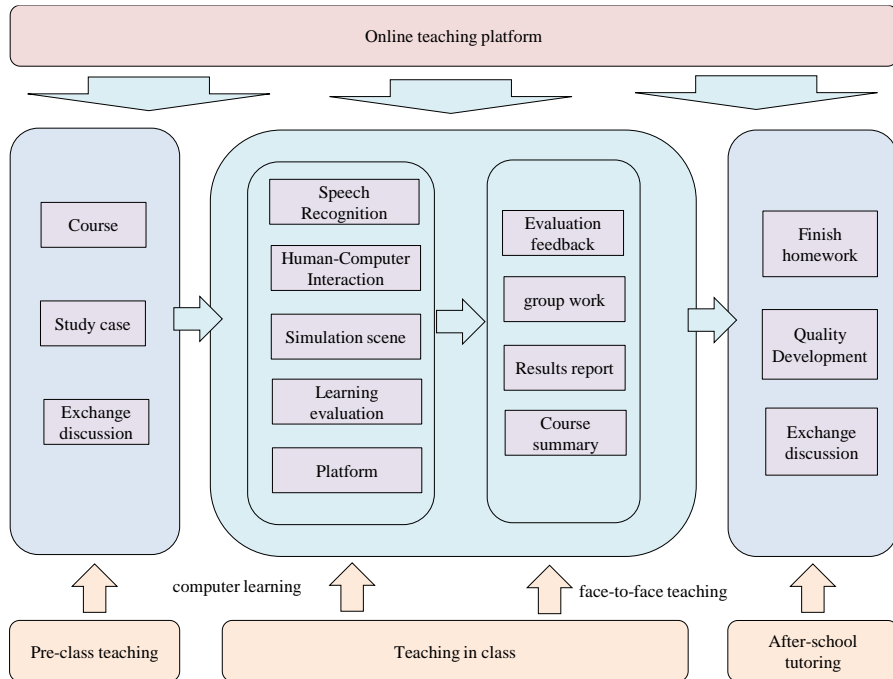 Online teaching platform
Course
Study case
Exchange
discussion
Speech
Recognition
Human-Computer
Interaction
Simulation scene
Learning
evaluation
Platform
Evaluation
feedback
group work
Results report
Course
summary
Finish
homework
Quality
Development
Exchange
discussion
computer learning
face-to-face teaching
Pre-class teaching
Teaching in class
After-school
tutoring